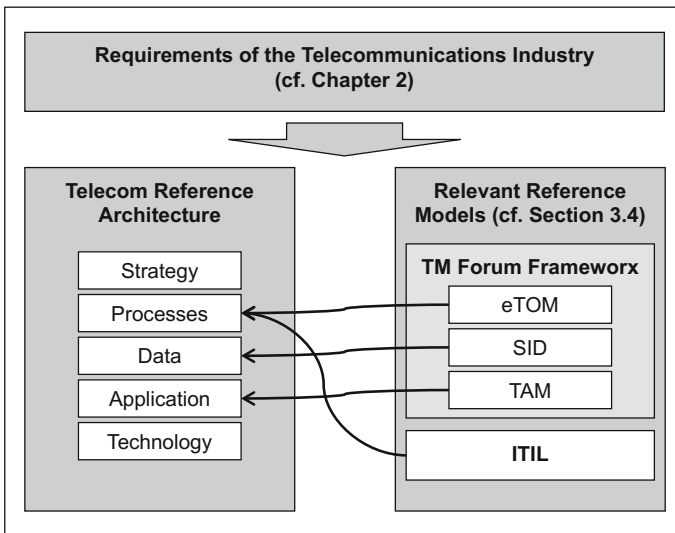 Requirements of the Telecommunications Industry
(cf. Chapter 2)
Telecom Reference
Architecture
Strategy
Processes
Data
Application
Technology
Relevant Reference
Models (cf. Section 3.4)
TM Forum Frameworx
eTOM
SID
TAM
ITIL